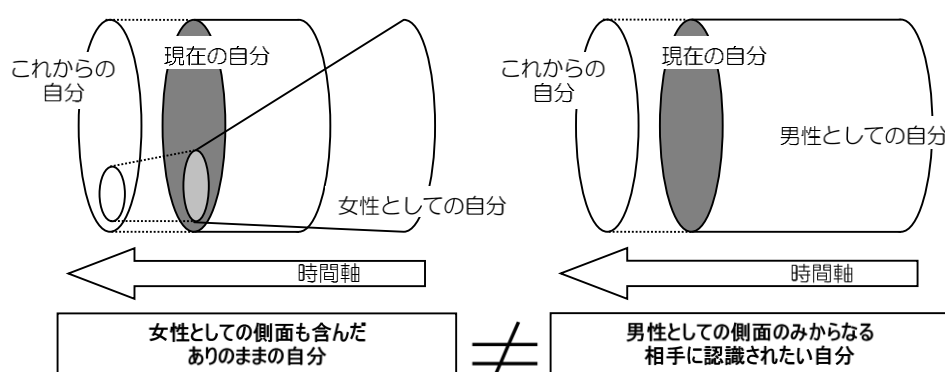 これからの
自分
現在の自分
女性としての自分
時間軸
女性としての側面も含んだ
ありのままの自分
≠
これからの
自分
現在の自分
男性としての自分
時間軸
男性としての側面のみからなる
相手に認識されたい自分